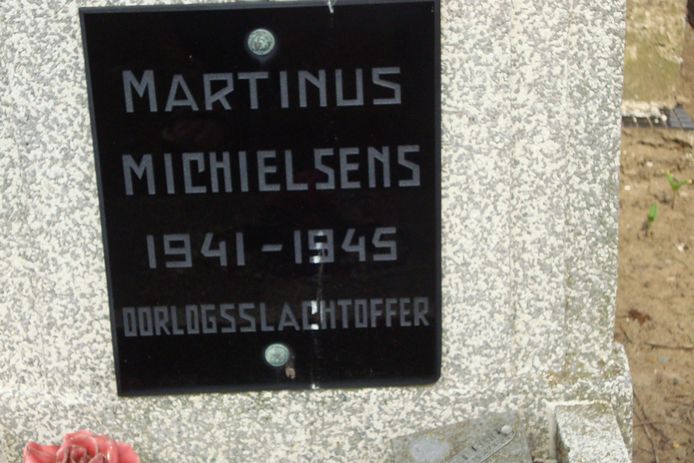 MARTINUS
MICHIELSENS
1941-1945
OORLOGSSLACHTOFFER